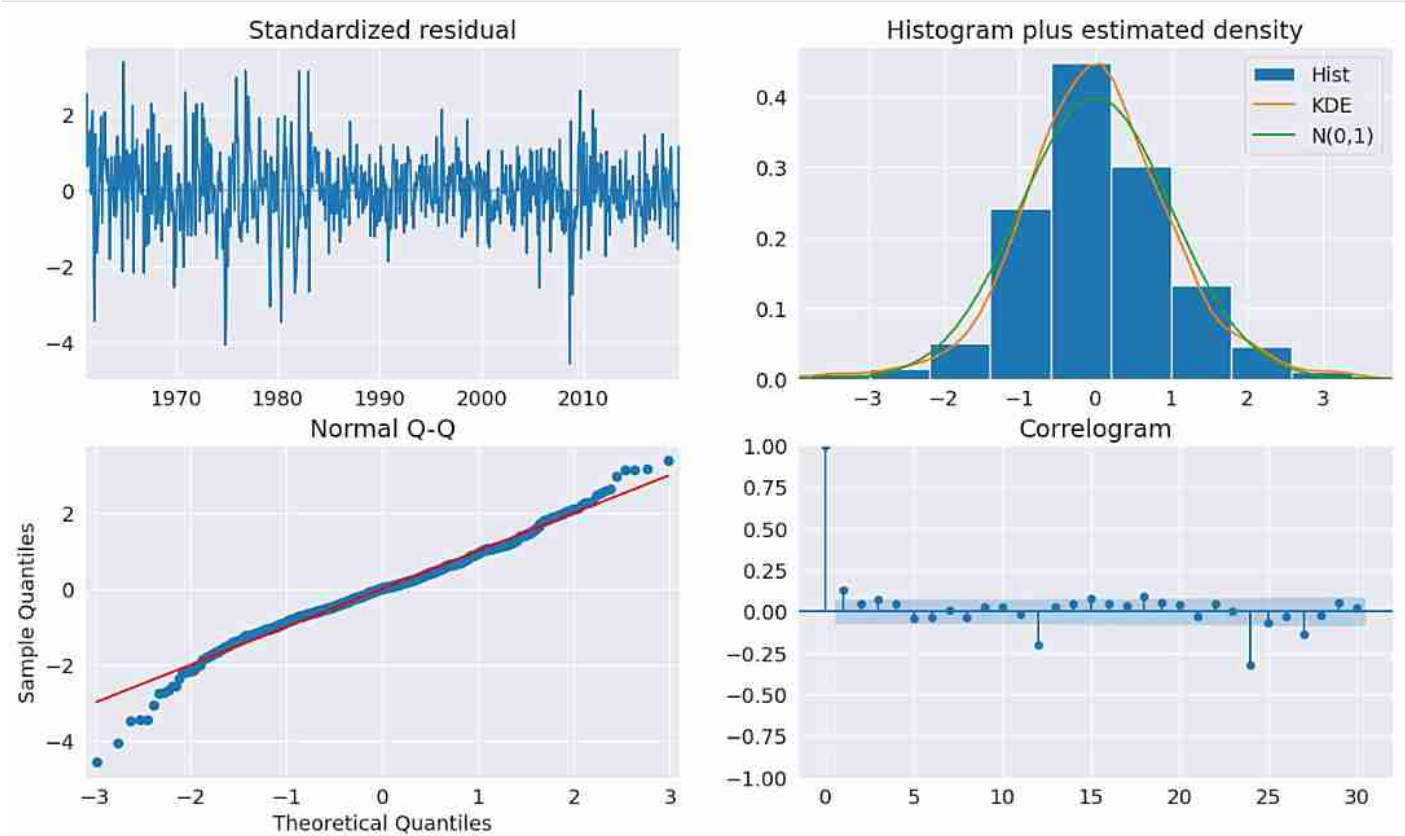 Standardized residual
2
0
−2
−4
1970 1980 1990 2000 2010
Histogram plus estimated density
Hist
KDE
N(0,1)
0.4
0.3
0.2
0.1
0.0
−3 −2 −1 0 1 2 3
Normal Q-Q
Sample Quantiles
2
0
−2
−4
−3 −2 −1 0 1 2 3
Theoretical Quantiles
Correlogram
1.00
0.75
0.50
0.25
0.00
−0.25
−0.50
−0.75
−1.00
0 5 10 15 20 25 30